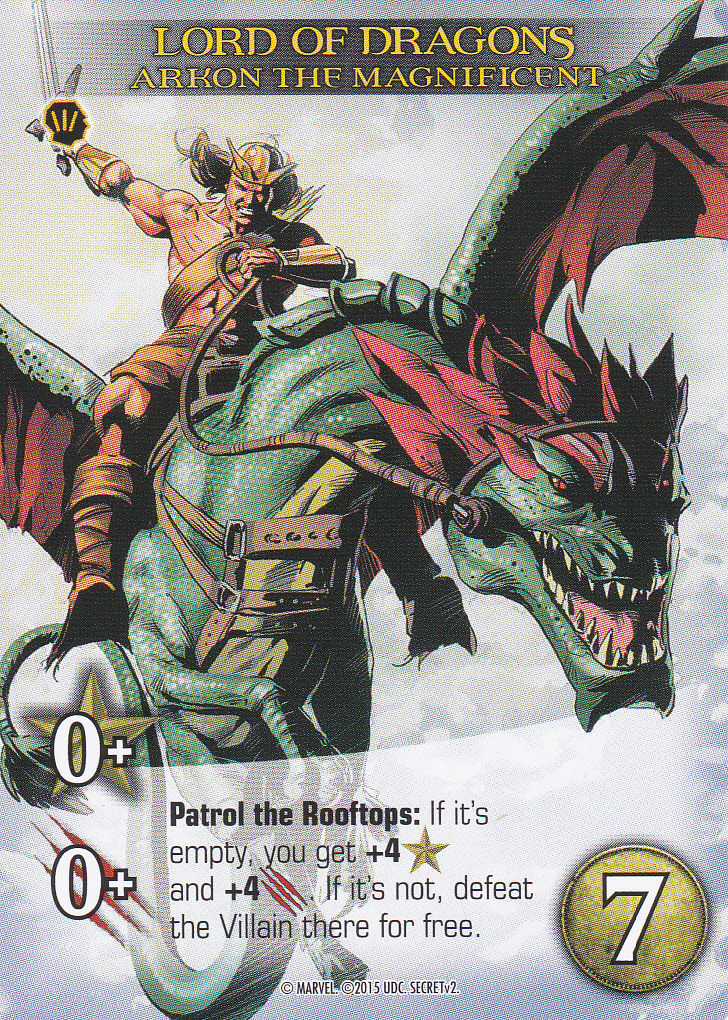 LORD OF DRAGONS
ARKON THE MAGNIFICENT
0+
Patrol the Rooftops: If it's
empty, you get +4
0+
and +4 . If it's not, defeat
the Villain there for free.
7
© MARVEL. ©2015 UDC. SECRETv2.